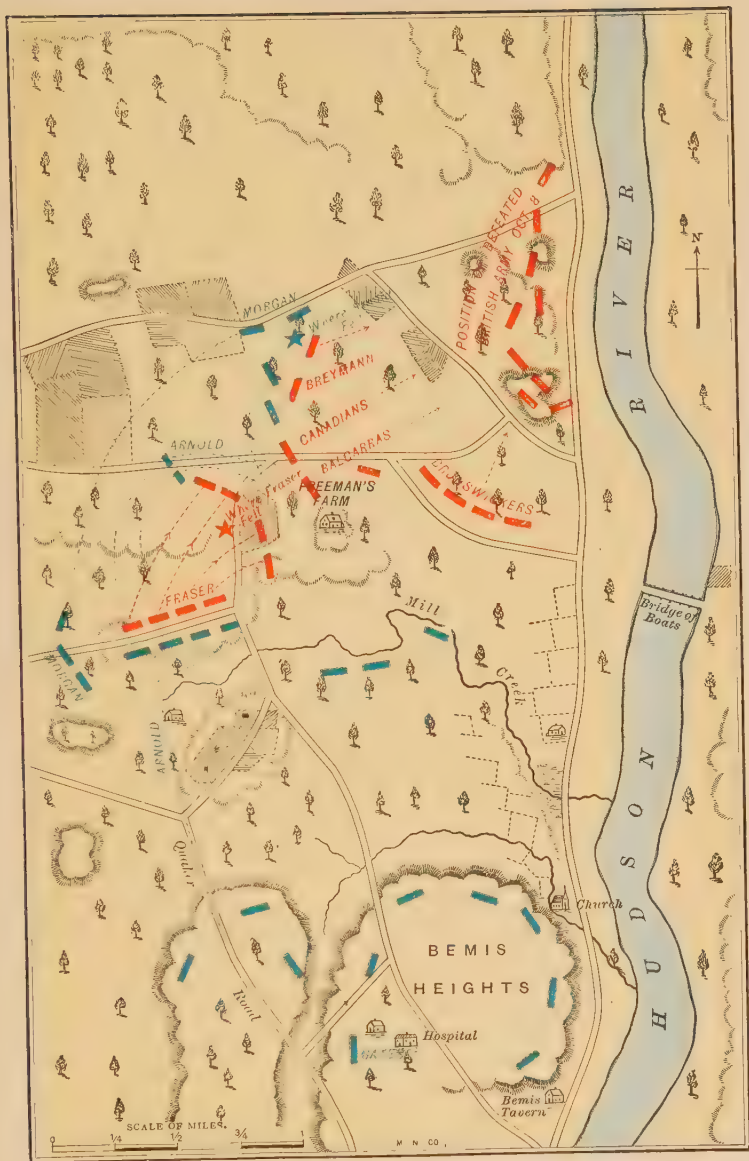 N
HUDSON RIVER
POSITION OF DEFEATED
BRITISH ARMY OCT 8
MORGAN
Where
Fell
BREYMANN
CANADIANS
BALCARRAS
ARNOLD
FREEMAN'S
FARM
Where Fraser
Fell
FRASER
MORGAN
ARNOLD
Mill
Creek
Bridge of
Boats
Quaker
Road
Church
BEMIS
HEIGHTS
Hospital
GATES
Bemis
Tavern
SCALE OF MILES.
0 1/4 1/2 3/4 1
M N CO,